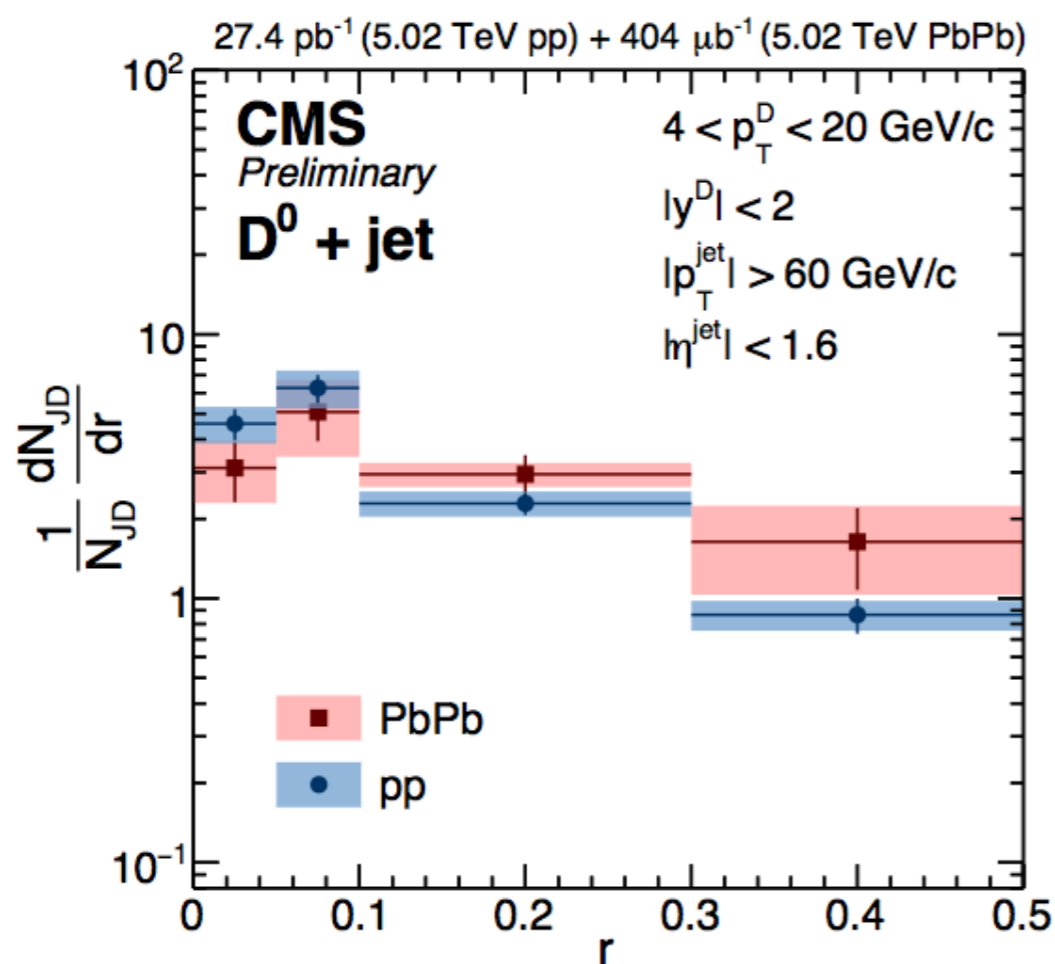 27.4 pb⁻¹ (5.02 TeV pp) + 404 μb⁻¹ (5.02 TeV PbPb)
CMS
Preliminary
D⁰ + jet
4 < p_T^D < 20 GeV/c
|y^D| < 2
|p_T^jet| > 60 GeV/c
|η^jet| < 1.6
10²
10
1
10⁻¹
1/N_JD dN_JD/dr
PbPb
pp
0 0.1 0.2 0.3 0.4 0.5
r